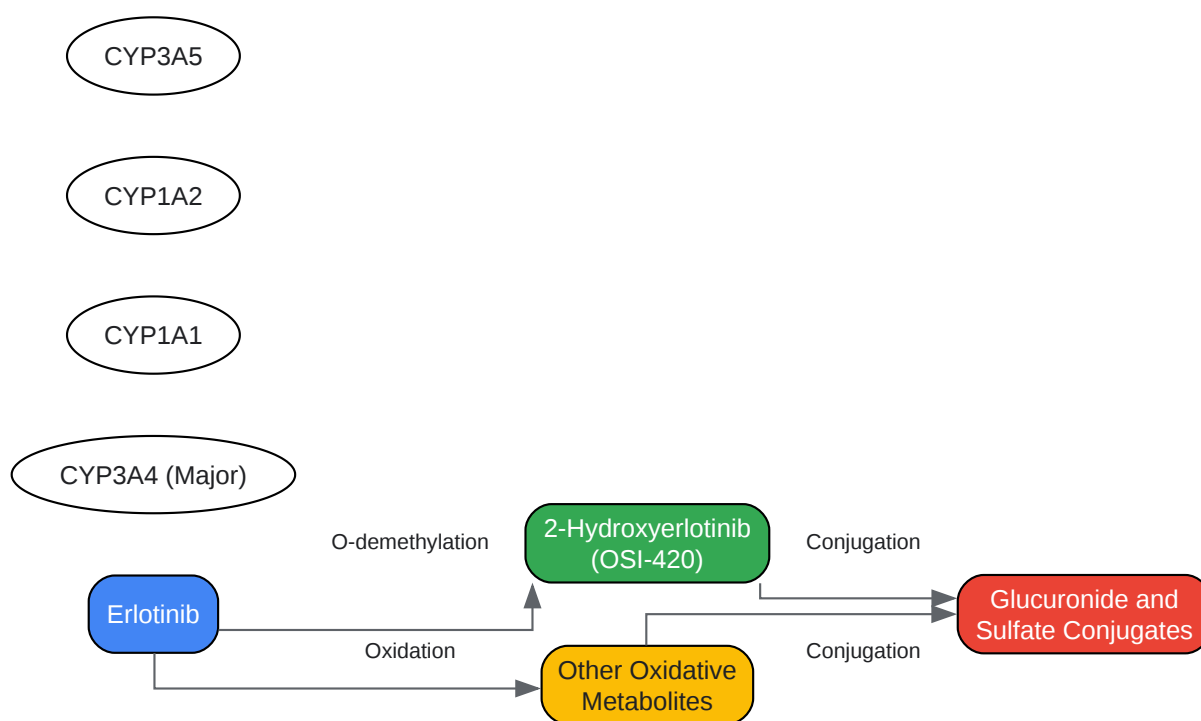 CYP3A5
CYP1A2
CYP1A1
CYP3A4 (Major)
O-demethylation
2-Hydroxyerlotinib
(OSI-420)
Conjugation
Erlotinib
Oxidation
Other Oxidative
Metabolites
Conjugation
Glucuronide and
Sulfate Conjugates